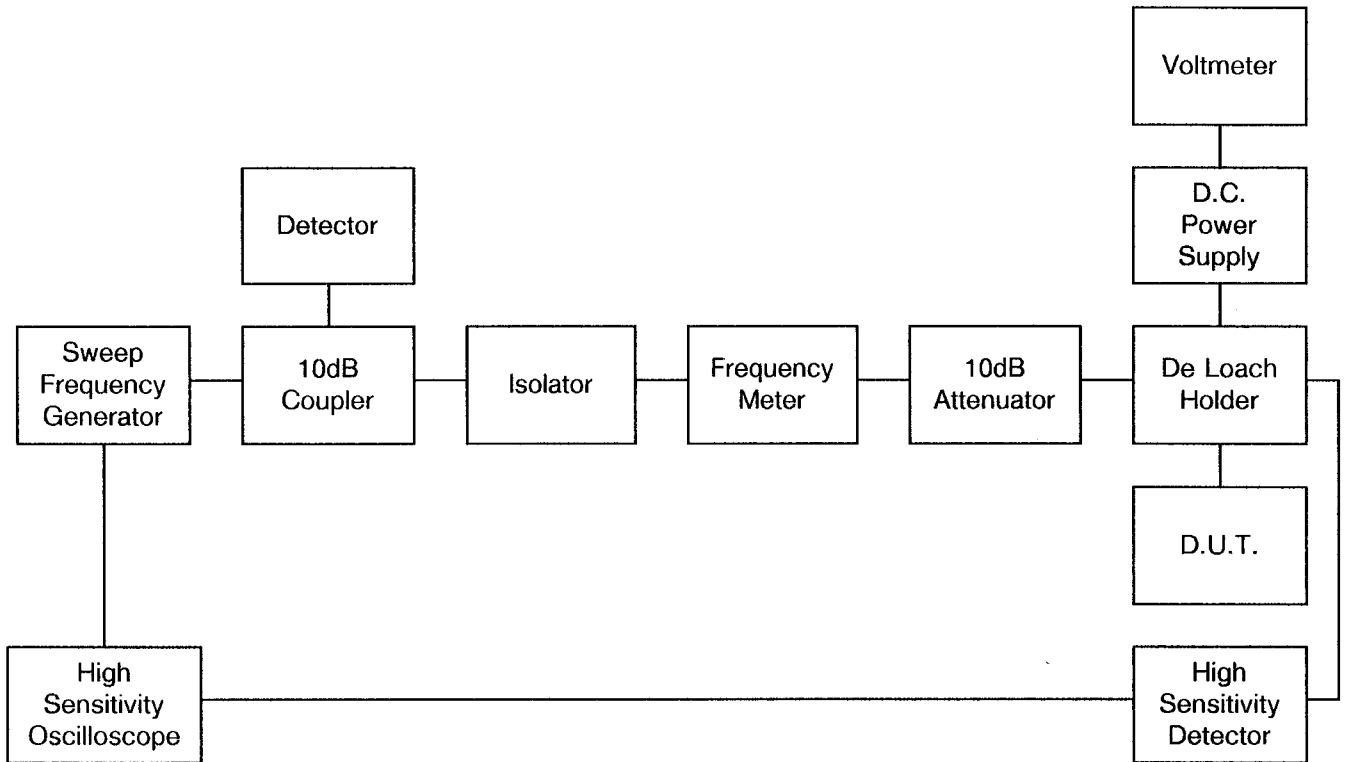 Voltmeter
D.C.
Power
Supply
Detector
Sweep
Frequency
Generator
10dB
Coupler
Isolator
Frequency
Meter
10dB
Attenuator
De Loach
Holder
D.U.T.
High
Sensitivity
Oscilloscope
High
Sensitivity
Detector